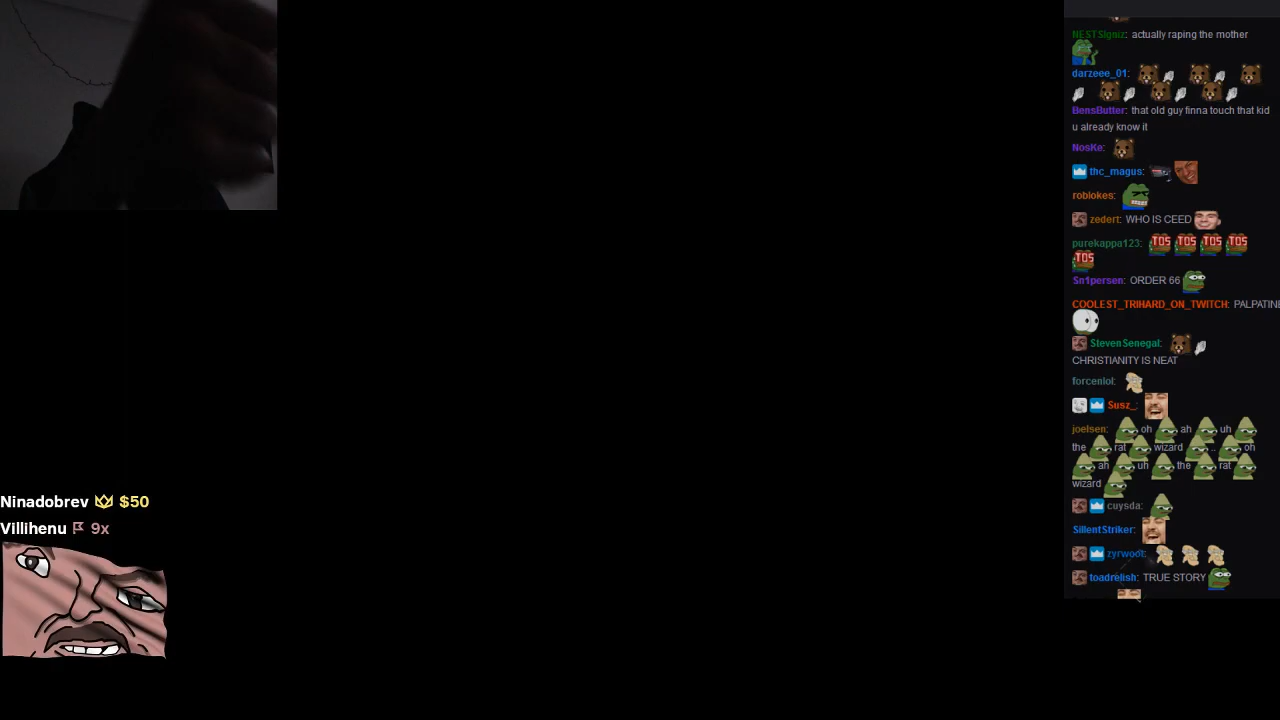 NESTSigniz: actually raping the mother
darzeee_01:
BensButter: that old guy finna touch that kid
u already know it
NosKe:
thc_magus:
roblokes:
zedert: WHO IS CEED
purekappa123: TOS TOS TOS TOS
TOS
Sn1persen: ORDER 66
COOLEST_TRIHARD_ON_TWITCH: PALPATINE
StevenSenegal:
CHRISTIANITY IS NEAT
forcenlol:
Susz_:
joelsen: oh ah uh
the rat wizard .. oh
ah uh the rat
wizard
cuysda:
SillentStriker:
zyrwoot:
toadrelish: TRUE STORY
Ninadobrev $50
Villihenu 9x